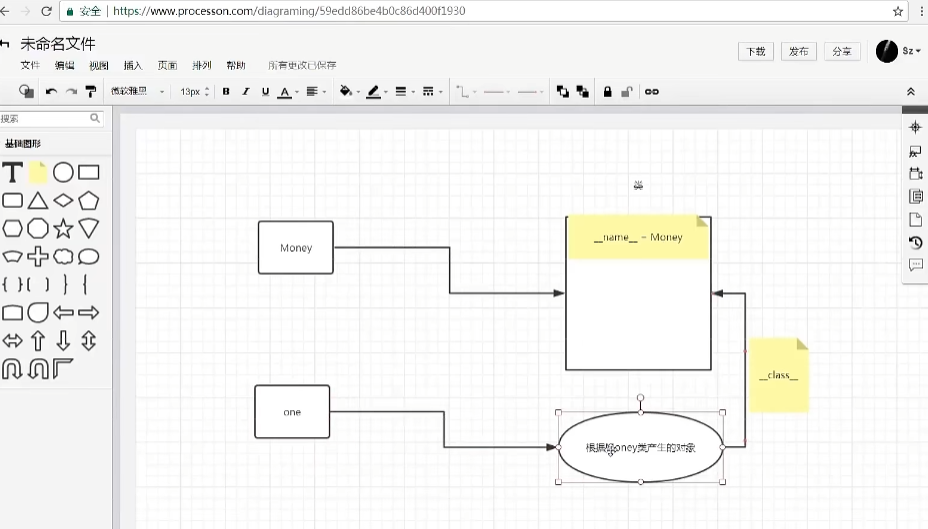 安全 https://www.processon.com/diagraming/59edd86be4b0c86d400f1930
未命名文件
下载 发布 分享 Sz
文件 编辑 视图 插入 页面 排列 帮助 所有更改已保存
微软雅黑 13px B I U A
搜索
基础图形
T
类
__name__ - Money
Money
__class__
one
根据Money类产生的对象